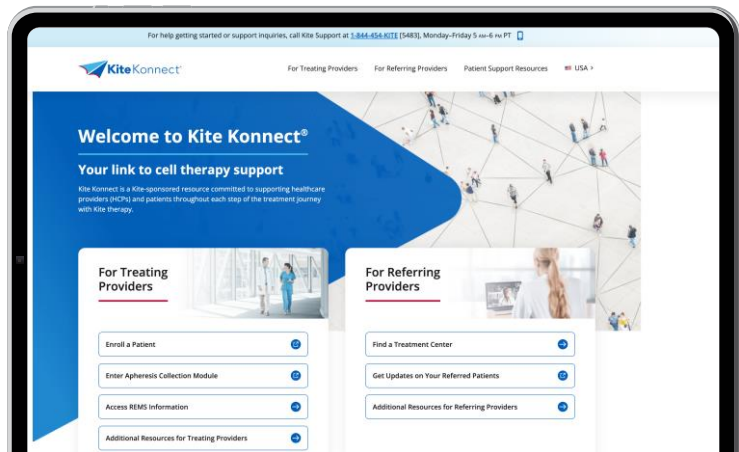 For help getting started or support inquiries, call Kite Support at 1-844-454-KITE [5483], Monday–Friday 5 AM–6 PM PT
KiteKonnect®
For Treating Providers
For Referring Providers
Patient Support Resources
USA >
Welcome to Kite Konnect®
Your link to cell therapy support
Kite Konnect is a Kite-sponsored resource committed to supporting healthcare
providers (HCPs) and patients throughout each step of the treatment journey
with Kite therapy.
For Treating
Providers
Enroll a Patient
Enter Apheresis Collection Module
Access REMS Information
Additional Resources for Treating Providers
For Referring
Providers
Find a Treatment Center
Get Updates on Your Referred Patients
Additional Resources for Referring Providers